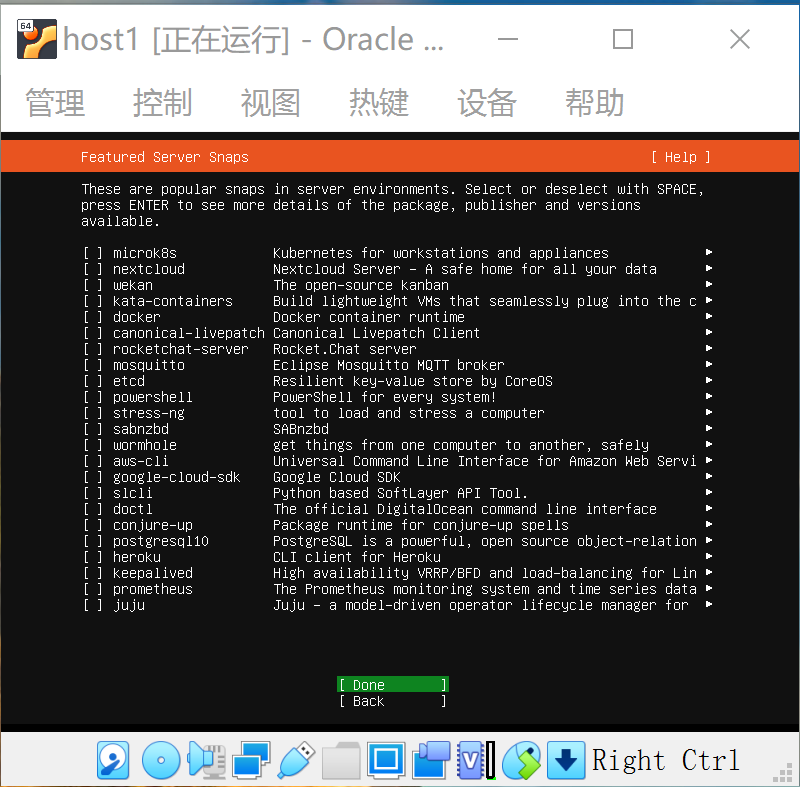 64
host1 [正在运行] - Oracle ...
管理 控制 视图 热键 设备 帮助
Featured Server Snaps [ Help ]
These are popular snaps in server environments. Select or deselect with SPACE,
press ENTER to see more details of the package, publisher and versions
available.
[ ] microk8s Kubernetes for workstations and appliances ▸
[ ] nextcloud Nextcloud Server - A safe home for all your data ▸
[ ] wekan The open-source kanban ▸
[ ] kata-containers Build lightweight VMs that seamlessly plug into the c ▸
[ ] docker Docker container runtime ▸
[ ] canonical-livepatch Canonical Livepatch Client ▸
[ ] rocketchat-server Rocket.Chat server ▸
[ ] mosquitto Eclipse Mosquitto MQTT broker ▸
[ ] etcd Resilient key-value store by CoreOS ▸
[ ] powershell PowerShell for every system! ▸
[ ] stress-ng tool to load and stress a computer ▸
[ ] sabnzbd SABnzbd ▸
[ ] wormhole get things from one computer to another, safely ▸
[ ] aws-cli Universal Command Line Interface for Amazon Web Servi ▸
[ ] google-cloud-sdk Google Cloud SDK ▸
[ ] slcli Python based SoftLayer API Tool. ▸
[ ] doctl The official DigitalOcean command line interface ▸
[ ] conjure-up Package runtime for conjure-up spells ▸
[ ] postgresql10 PostgreSQL is a powerful, open source object-relation ▸
[ ] heroku CLI client for Heroku ▸
[ ] keepalived High availability VRRP/BFD and load-balancing for Lin ▸
[ ] prometheus The Prometheus monitoring system and time series data ▸
[ ] juju Juju - a model-driven operator lifecycle manager for ▸
[ Done ]
[ Back ]
V Right Ctrl